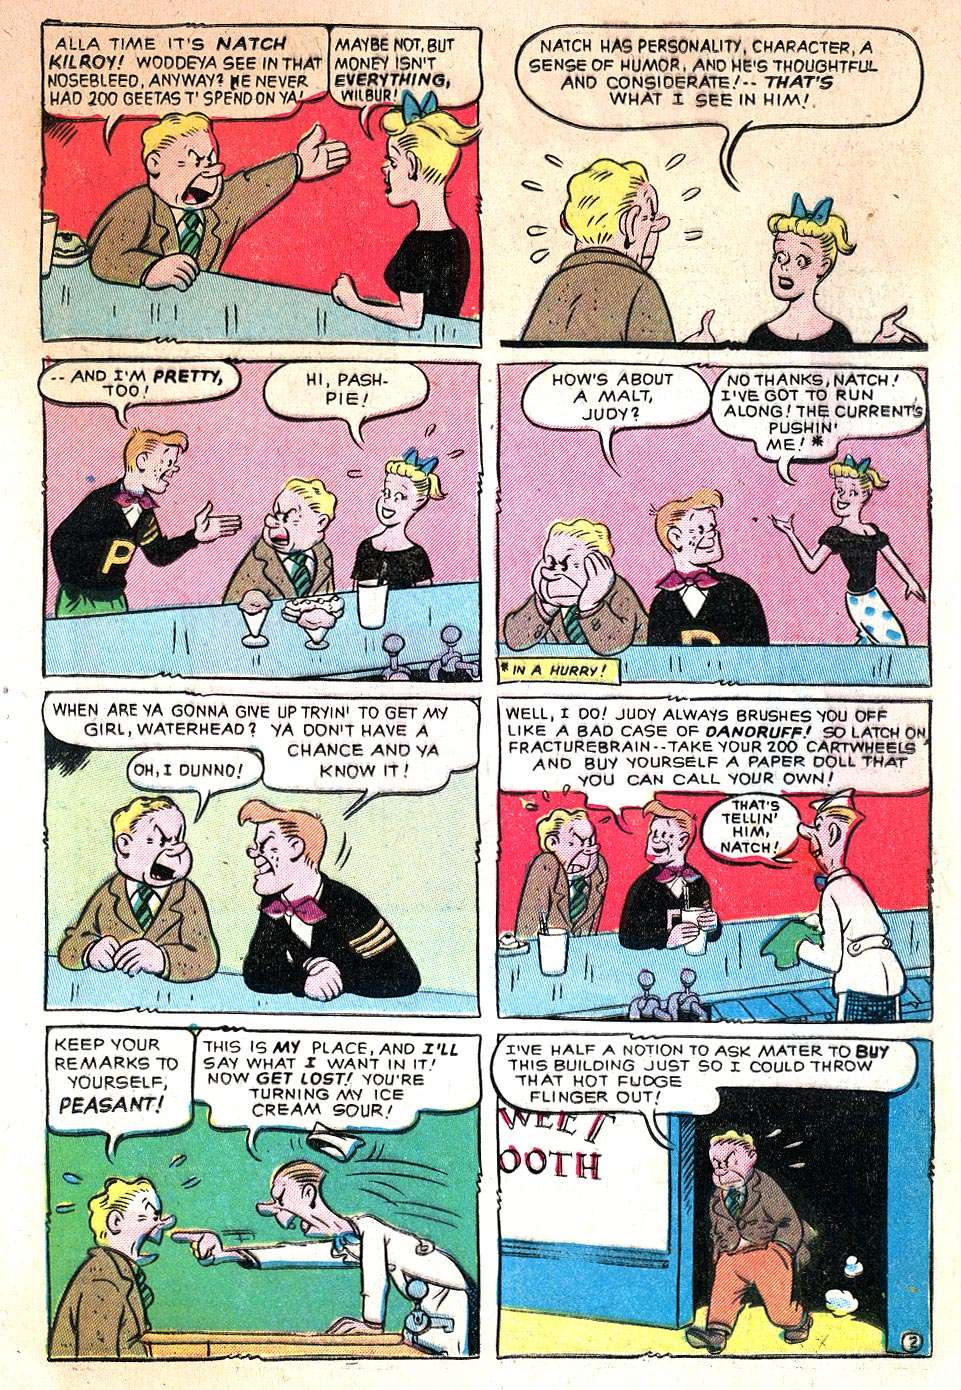 ALLA TIME IT'S NATCH
KILROY! WODDEYA SEE IN THAT
NOSEBLEED, ANYWAY? HE NEVER
HAD 200 GEETAS T' SPEND ON YA!
MAYBE NOT, BUT
MONEY ISN'T
EVERYTHING,
WILBUR!
NATCH HAS PERSONALITY, CHARACTER, A
SENSE OF HUMOR, AND HE'S THOUGHTFUL
AND CONSIDERATE!-- THAT'S
WHAT I SEE IN HIM!
-- AND I'M PRETTY,
TOO!
HI, PASH-
PIE!
P
HOW'S ABOUT
A MALT,
JUDY?
NO THANKS, NATCH!
I'VE GOT TO RUN
ALONG! THE CURRENT'S
PUSHIN'
ME! *
P
* IN A HURRY!
WHEN ARE YA GONNA GIVE UP TRYIN' TO GET MY
GIRL, WATERHEAD? YA DON'T HAVE A
CHANCE AND YA
KNOW IT!
OH, I DUNNO!
WELL, I DO! JUDY ALWAYS BRUSHES YOU OFF
LIKE A BAD CASE OF DANDRUFF! SO LATCH ON,
FRACTUREBRAIN--TAKE YOUR 200 CARTWHEELS
AND BUY YOURSELF A PAPER DOLL THAT
YOU CAN CALL YOUR OWN!
THAT'S
TELLIN'
HIM,
NATCH!
P
KEEP YOUR
REMARKS TO
YOURSELF,
PEASANT!
THIS IS MY PLACE, AND I'LL
SAY WHAT I WANT IN IT!
NOW GET LOST! YOU'RE
TURNING MY ICE
CREAM SOUR!
I'VE HALF A NOTION TO ASK MATER TO BUY
THIS BUILDING JUST SO I COULD THROW
THAT HOT FUDGE
FLINGER OUT!
WEET
OOTH
2